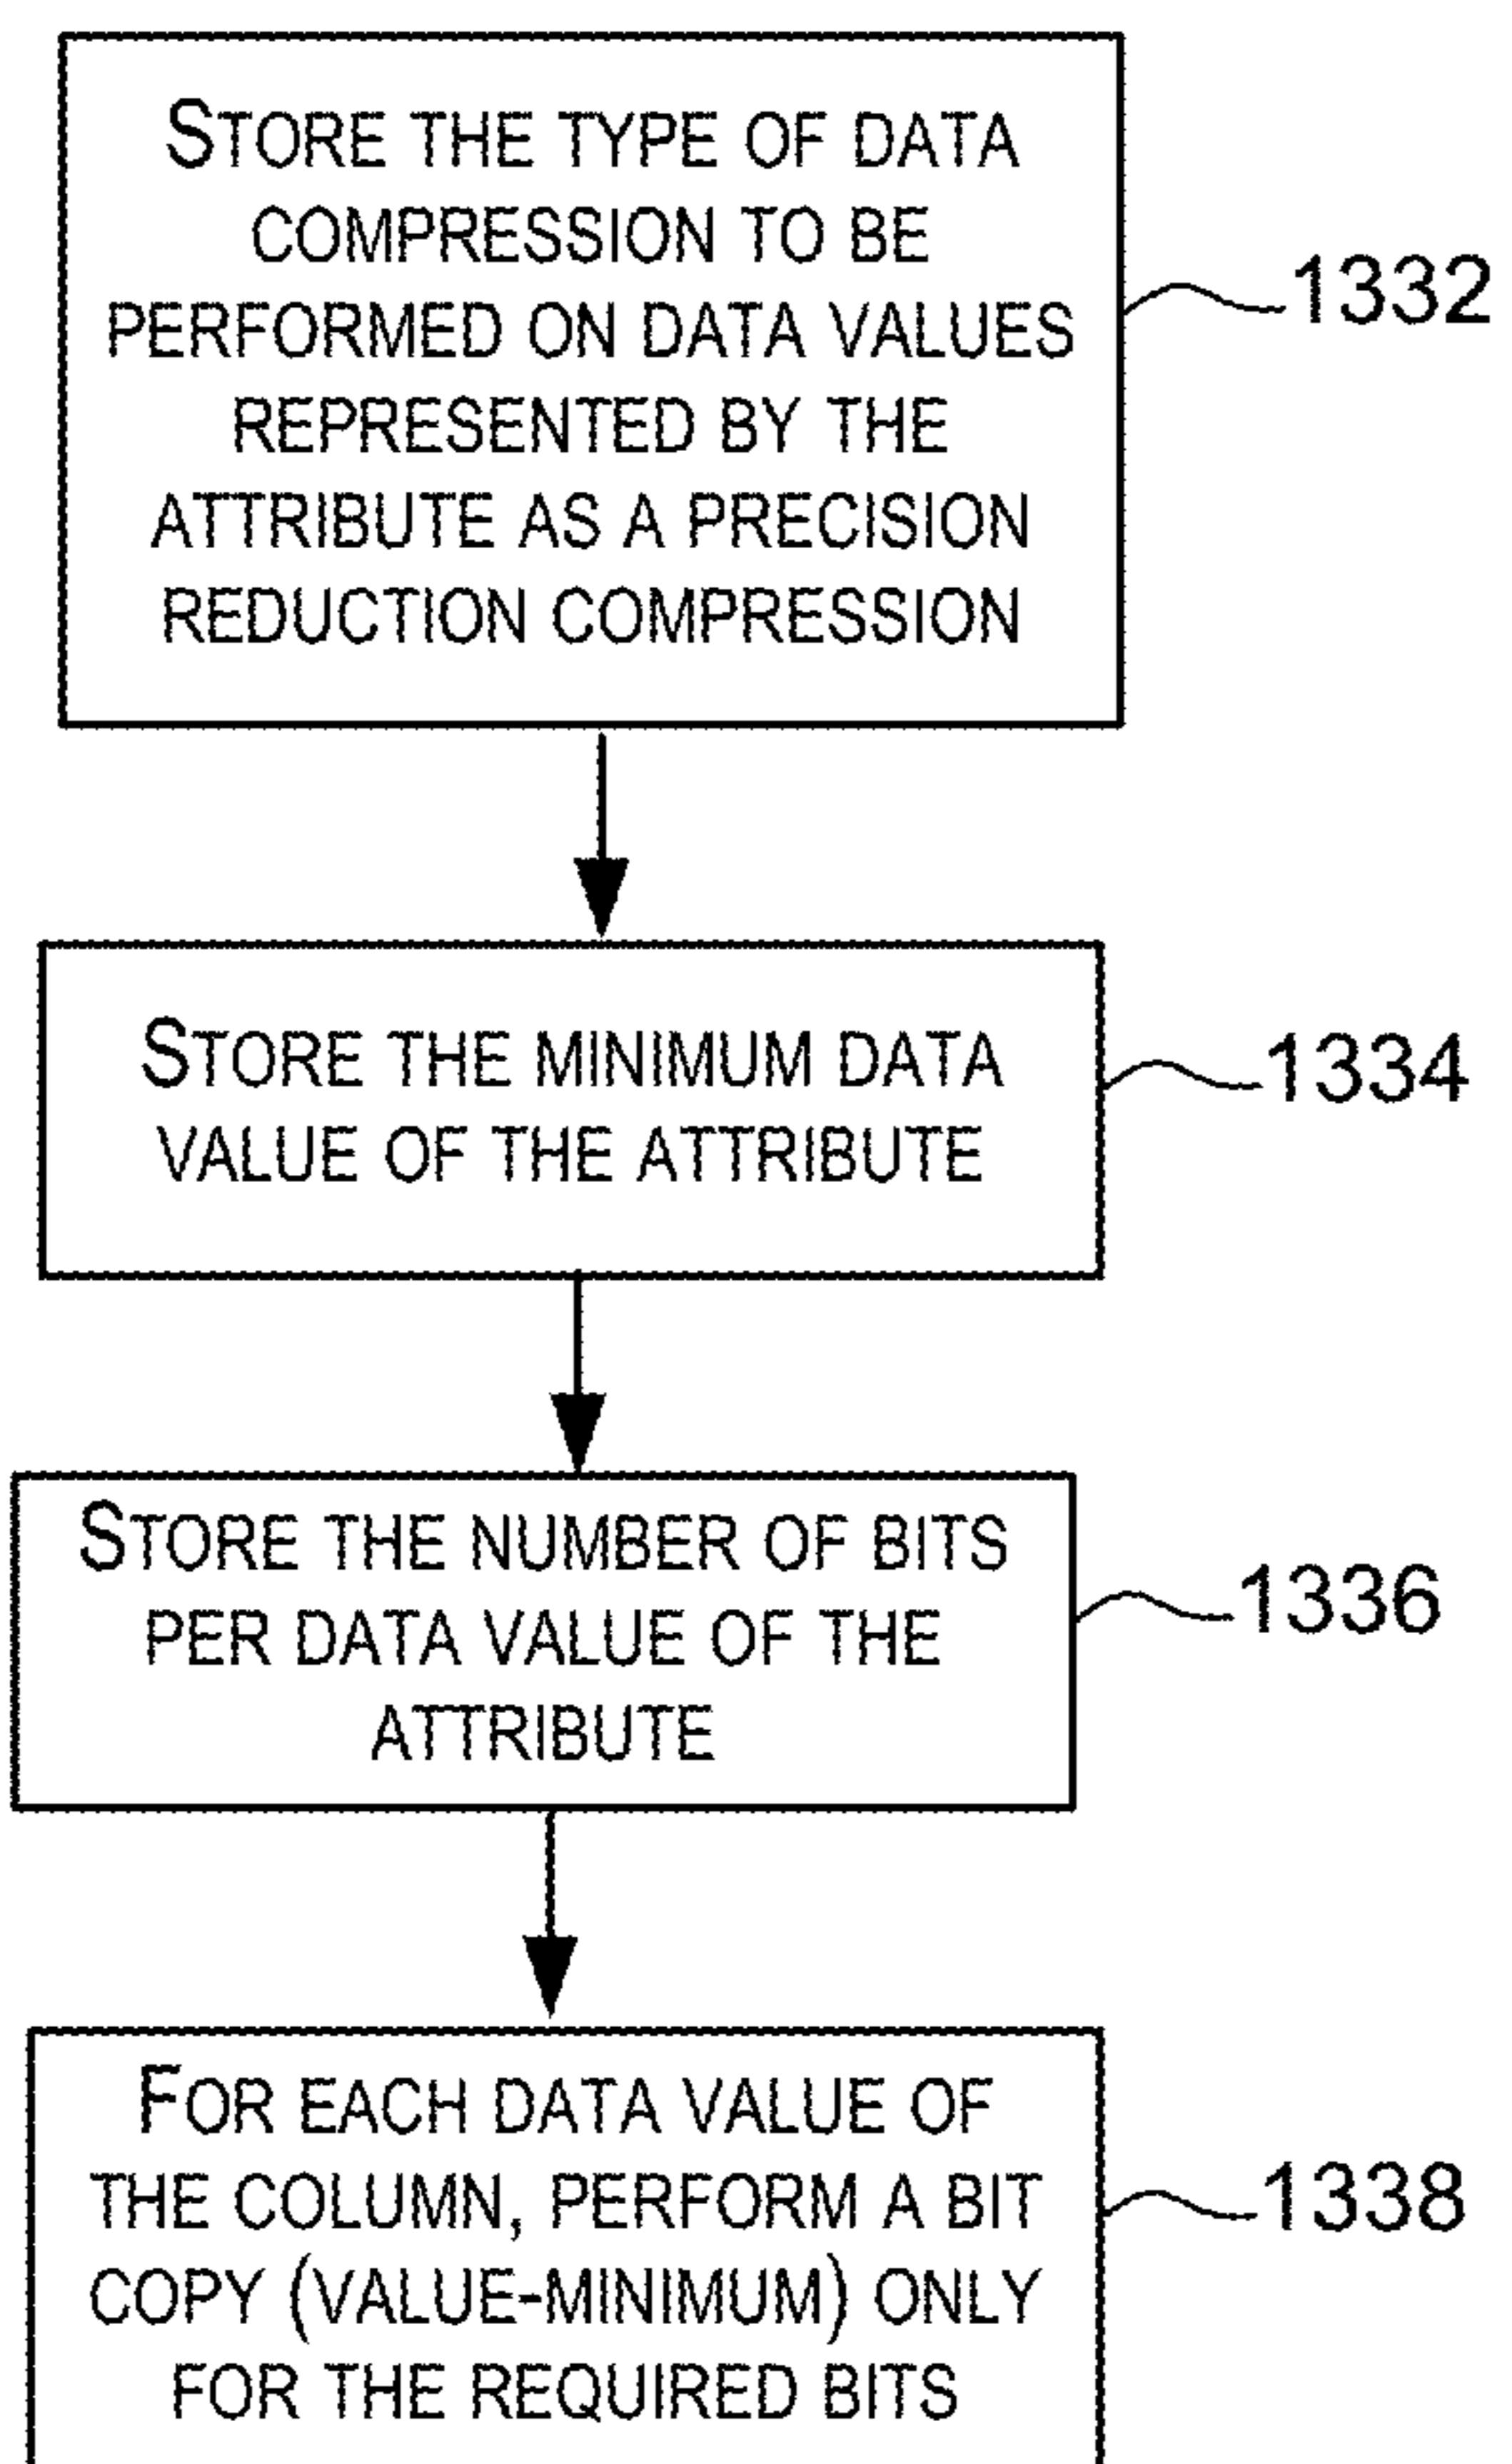 STORE THE TYPE OF DATA
COMPRESSION TO BE
PERFORMED ON DATA VALUES
REPRESENTED BY THE
ATTRIBUTE AS A PRECISION
REDUCTION COMPRESSION
1332
STORE THE MINIMUM DATA
VALUE OF THE ATTRIBUTE
1334
STORE THE NUMBER OF BITS
PER DATA VALUE OF THE
ATTRIBUTE
1336
FOR EACH DATA VALUE OF
THE COLUMN, PERFORM A BIT
COPY (VALUE-MINIMUM) ONLY
FOR THE REQUIRED BITS
1338